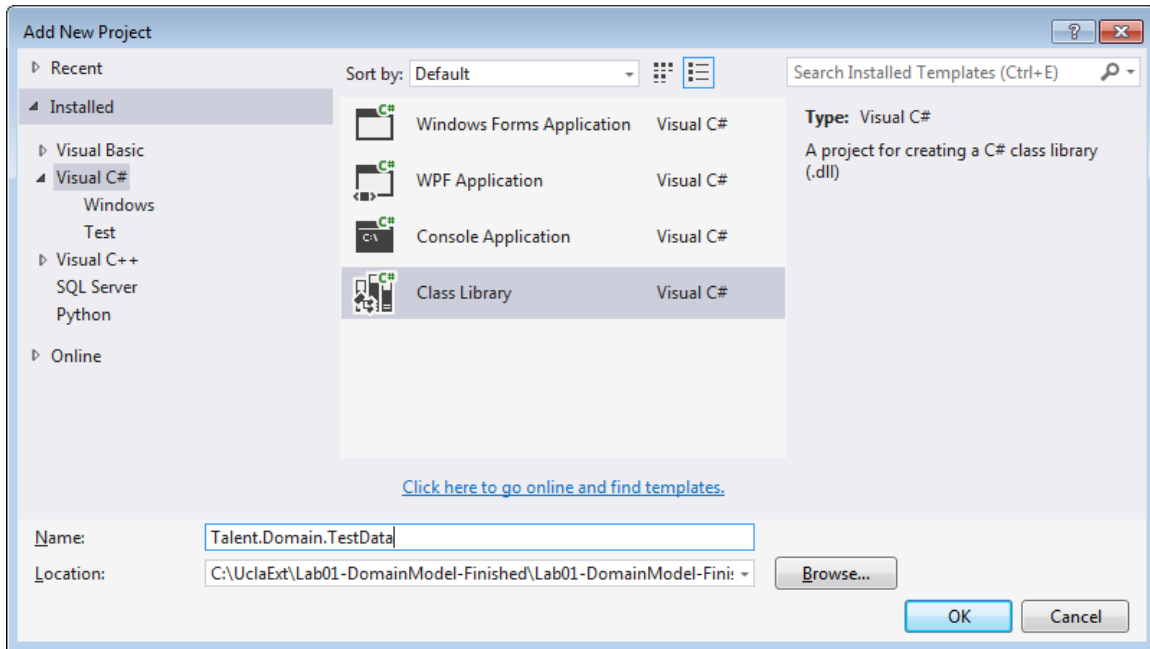 Add New Project
Recent
Installed
Visual Basic
Visual C#
Windows
Test
Visual C++
SQL Server
Python
Online
Sort by: Default
C# Windows Forms Application Visual C#
C# WPF Application Visual C#
C# C:\ Console Application Visual C#
C# Class Library Visual C#
Click here to go online and find templates.
Search Installed Templates (Ctrl+E)
Type: Visual C#
A project for creating a C# class library
(.dll)
Name: Talent.Domain.TestData
Location: C:\UclaExt\Lab01-DomainModel-Finished\Lab01-DomainModel-Fini Browse...
OK Cancel